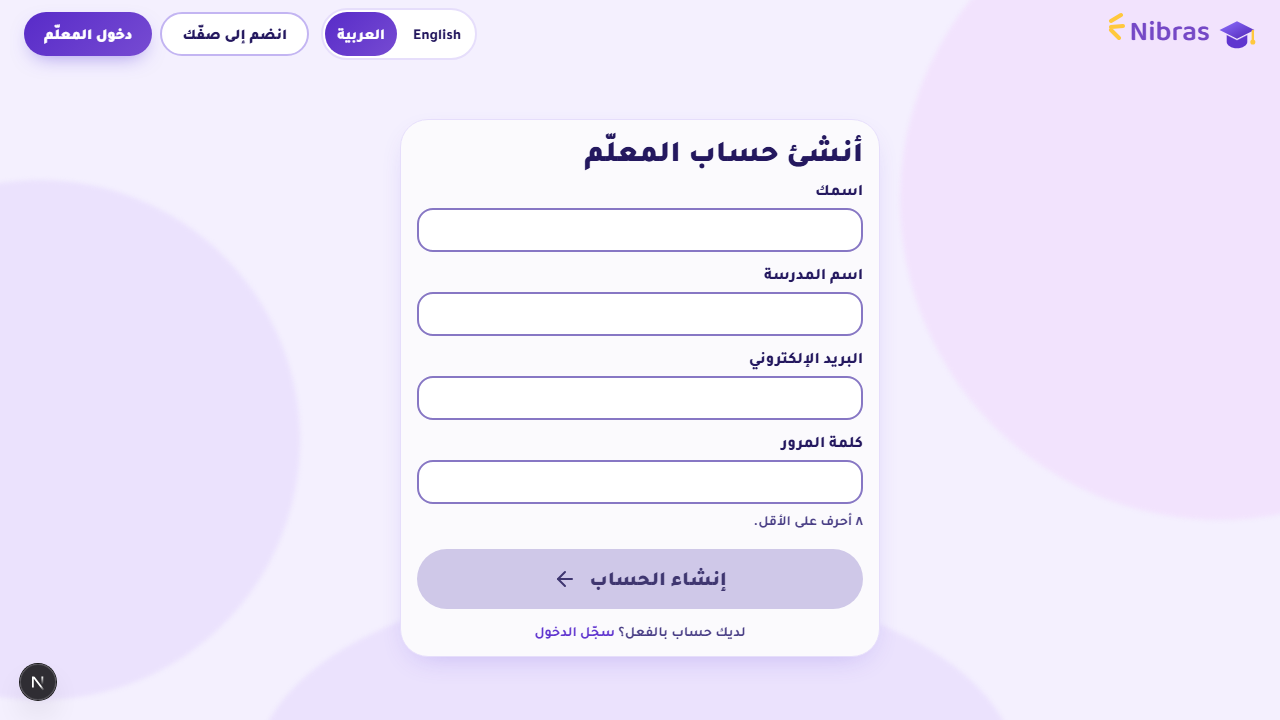 Nibras
English
العربية
انضم إلى صفّك
دخول المعلّم
أنشئ حساب المعلّم
اسمك
اسم المدرسة
البريد الإلكتروني
كلمة المرور
٨ أحرف على الأقل.
إنشاء الحساب
لديك حساب بالفعل؟ سجّل الدخول
N